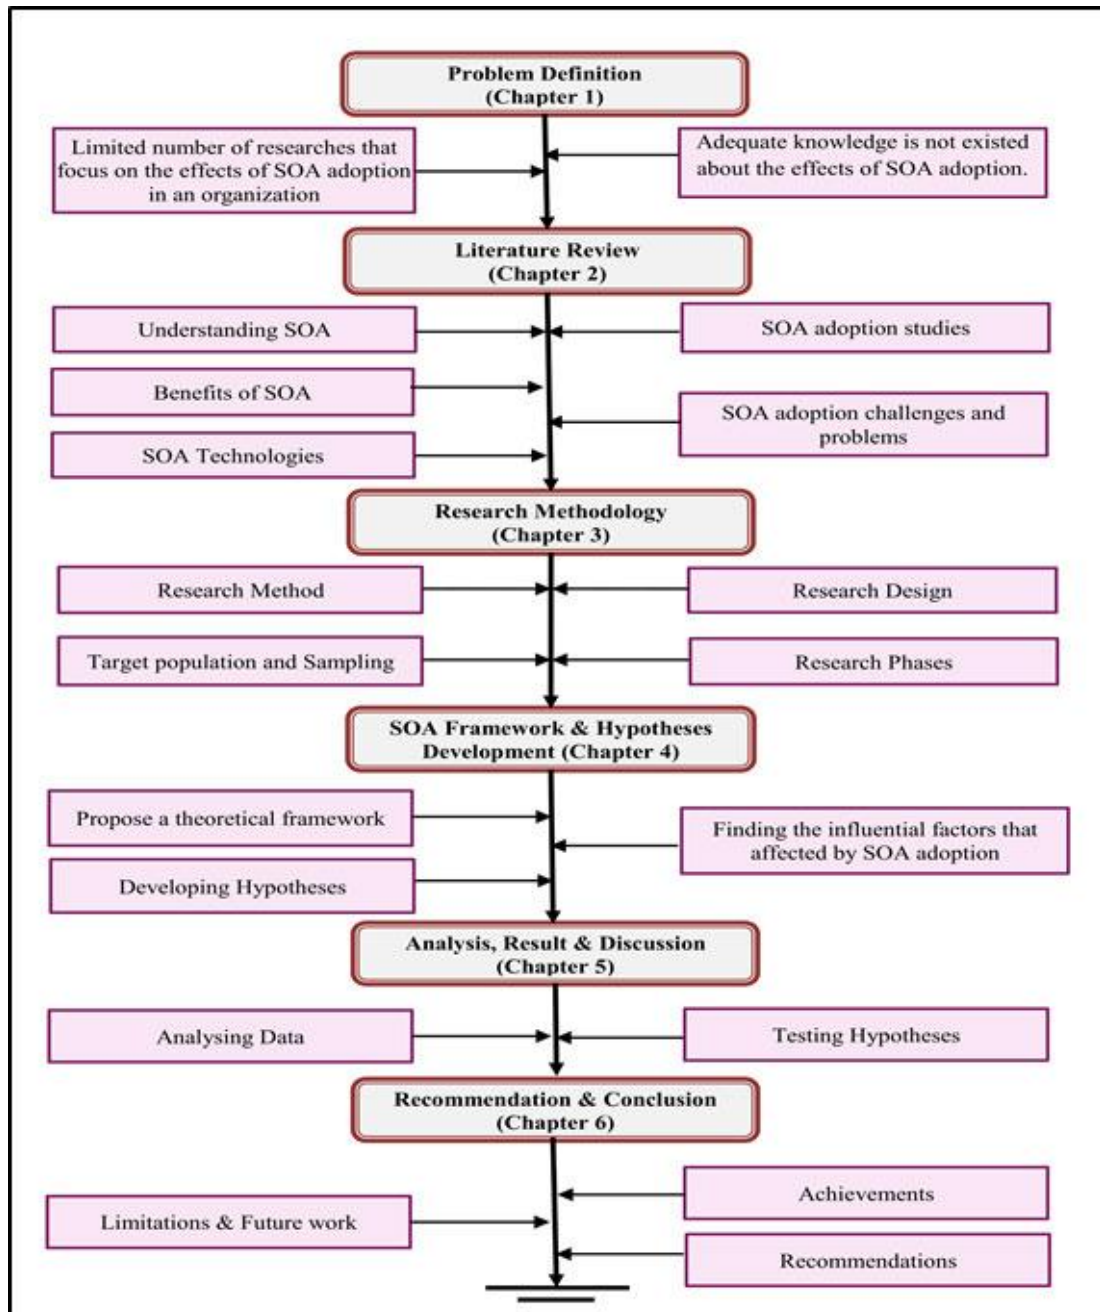 Problem Definition
(Chapter 1)
Limited number of researches that
focus on the effects of SOA adoption
in an organization
Adequate knowledge is not existed
about the effects of SOA adoption.
Literature Review
(Chapter 2)
Understanding SOA
SOA adoption studies
Benefits of SOA
SOA adoption challenges and
problems
SOA Technologies
Research Methodology
(Chapter 3)
Research Method
Research Design
Target population and Sampling
Research Phases
SOA Framework & Hypotheses
Development (Chapter 4)
Propose a theoretical framework
Finding the influential factors that
affected by SOA adoption
Developing Hypotheses
Analysis, Result & Discussion
(Chapter 5)
Analysing Data
Testing Hypotheses
Recommendation & Conclusion
(Chapter 6)
Achievements
Limitations & Future work
Recommendations